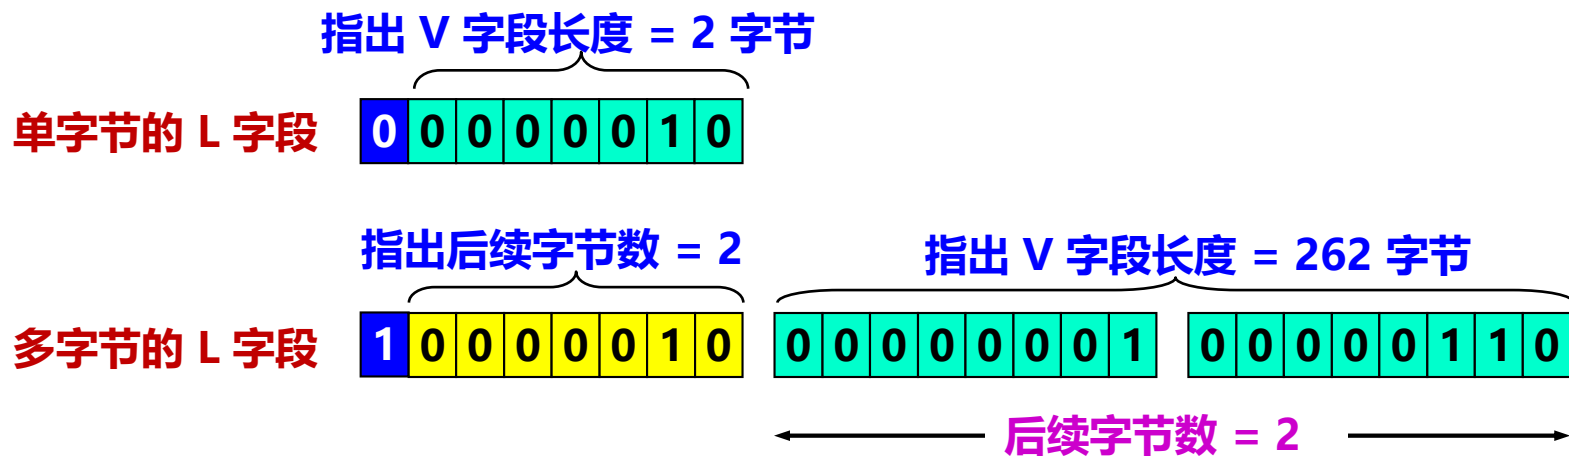 指出 V 字段长度 = 2 字节
单字节的 L 字段 0 0 0 0 0 0 1 0
指出后续字节数 = 2 指出 V 字段长度 = 262 字节
多字节的 L 字段 1 0 0 0 0 0 1 0 0 0 0 0 0 0 0 1 0 0 0 0 0 1 1 0
后续字节数 = 2